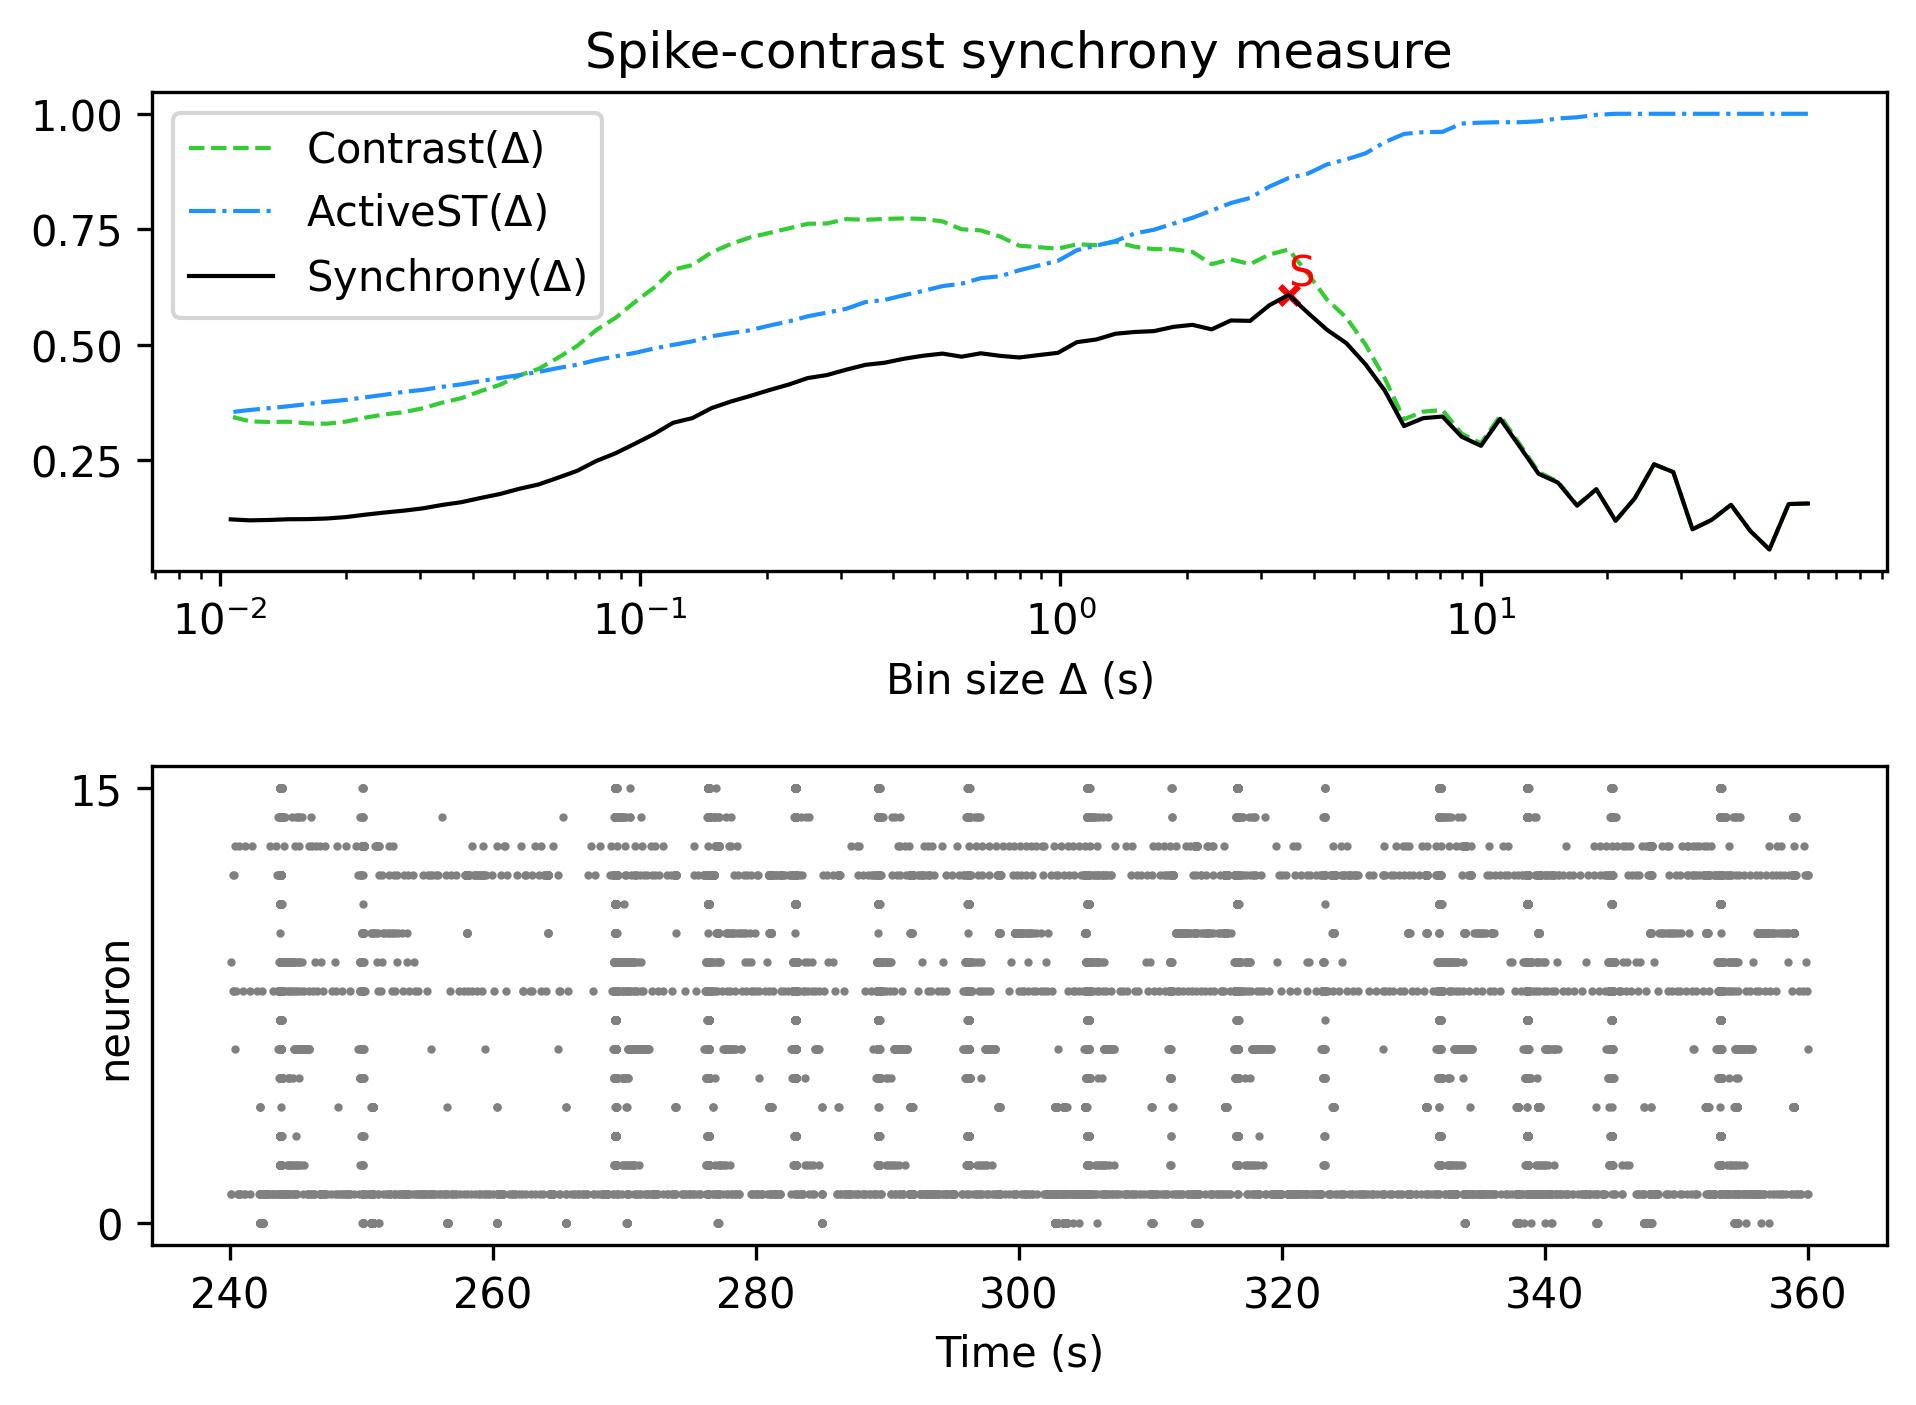 Spike-contrast synchrony measure
1.00
0.75
0.50
0.25
Contrast(Δ)
ActiveST(Δ)
Synchrony(Δ)
S
10⁻² 10⁻¹ 10⁰ 10¹
Bin size Δ (s)
15
0
neuron
240 260 280 300 320 340 360
Time (s)